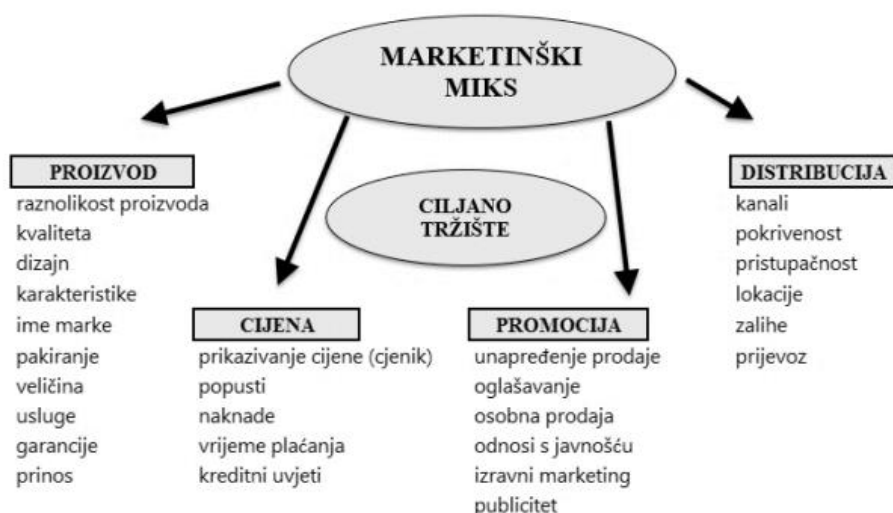 MARKETINŠKI
MIKS
CILJANO
TRŽIŠTE
PROIZVOD
raznolikost proizvoda
kvaliteta
dizajn
karakteristike
ime marke
pakiranje
veličina
usluge
garancije
prinos
CIJENA
prikazivanje cijene (cjenik)
popusti
naknade
vrijeme plaćanja
kreditni uvjeti
PROMOCIJA
unapređenje prodaje
oglašavanje
osobna prodaja
odnosi s javnošću
izravni marketing
publicitet
DISTRIBUCIJA
kanali
pokrivenost
pristupačnost
lokacije
zalihe
prijevoz